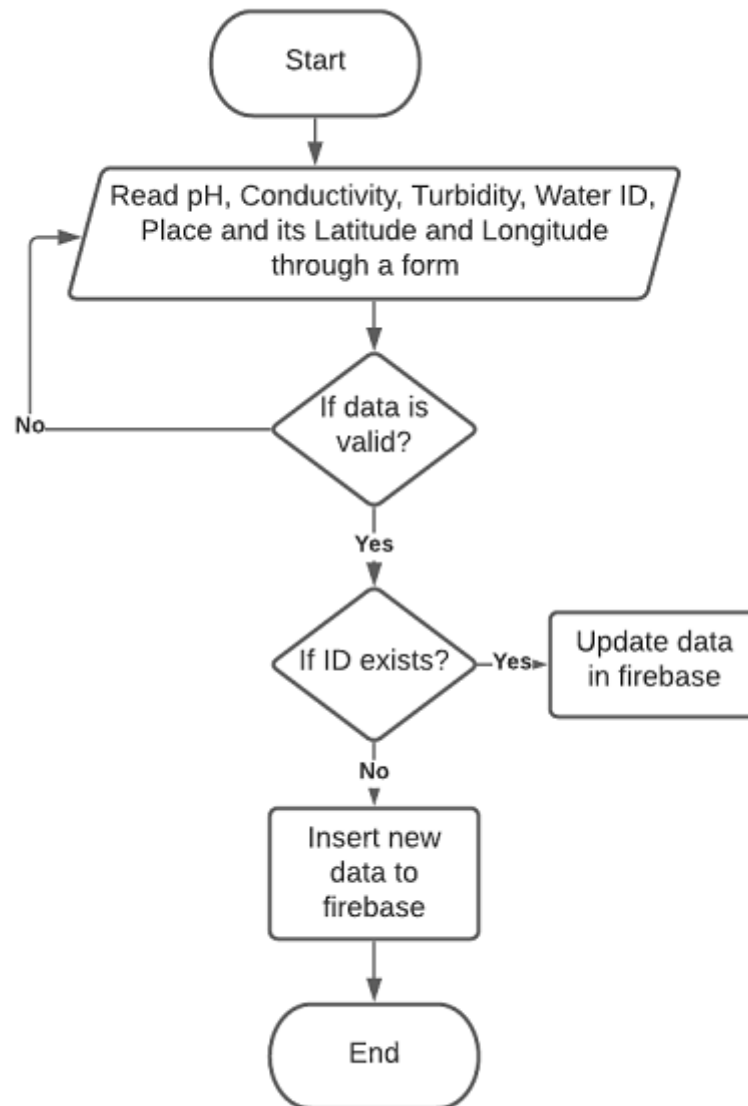 Start
Read pH, Conductivity, Turbidity, Water ID,
Place and its Latitude and Longitude
through a form
If data is
valid?
No
Yes
If ID exists?
Yes
Update data
in firebase
No
Insert new
data to
firebase
End